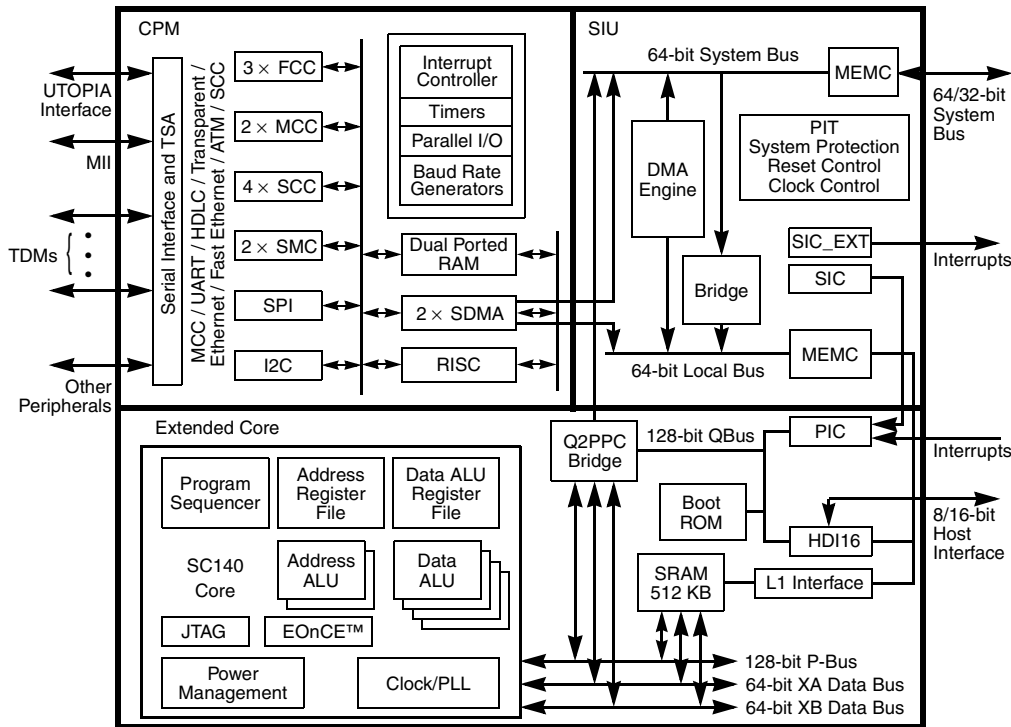 CPM
SIU
UTOPIA
Interface
MII
TDMs
Other
Peripherals
Serial Interface and TSA
MCC / UART / HDLC / Transparent /
Ethernet / Fast Ethernet / ATM / SCC
3 × FCC
2 × MCC
4 × SCC
2 × SMC
SPI
I2C
Interrupt
Controller
Timers
Parallel I/O
Baud Rate
Generators
Dual Ported
RAM
2 × SDMA
RISC
64-bit System Bus
MEMC
64/32-bit
System
Bus
DMA
Engine
PIT
System Protection
Reset Control
Clock Control
SIC_EXT
Interrupts
SIC
Bridge
MEMC
64-bit Local Bus
Extended Core
Program
Sequencer
Address
Register
File
Data ALU
Register
File
SC140
Core
Address
ALU
Data
ALU
JTAG
EOnCE™
Power
Management
Clock/PLL
Q2PPC
Bridge
128-bit QBus
PIC
Interrupts
Boot
ROM
HDI16
8/16-bit
Host
Interface
SRAM
512 KB
L1 Interface
128-bit P-Bus
64-bit XA Data Bus
64-bit XB Data Bus